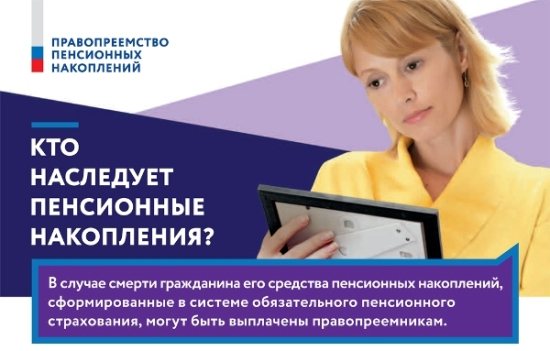 ПРАВОПРЕЕМСТВО
ПЕНСИОННЫХ
НАКОПЛЕНИЙ
КТО
НАСЛЕДУЕТ
ПЕНСИОННЫЕ
НАКОПЛЕНИЯ?
В случае смерти гражданина его средства пенсионных накоплений,
сформированные в системе обязательного пенсионного
страхования, могут быть выплачены правопреемникам.